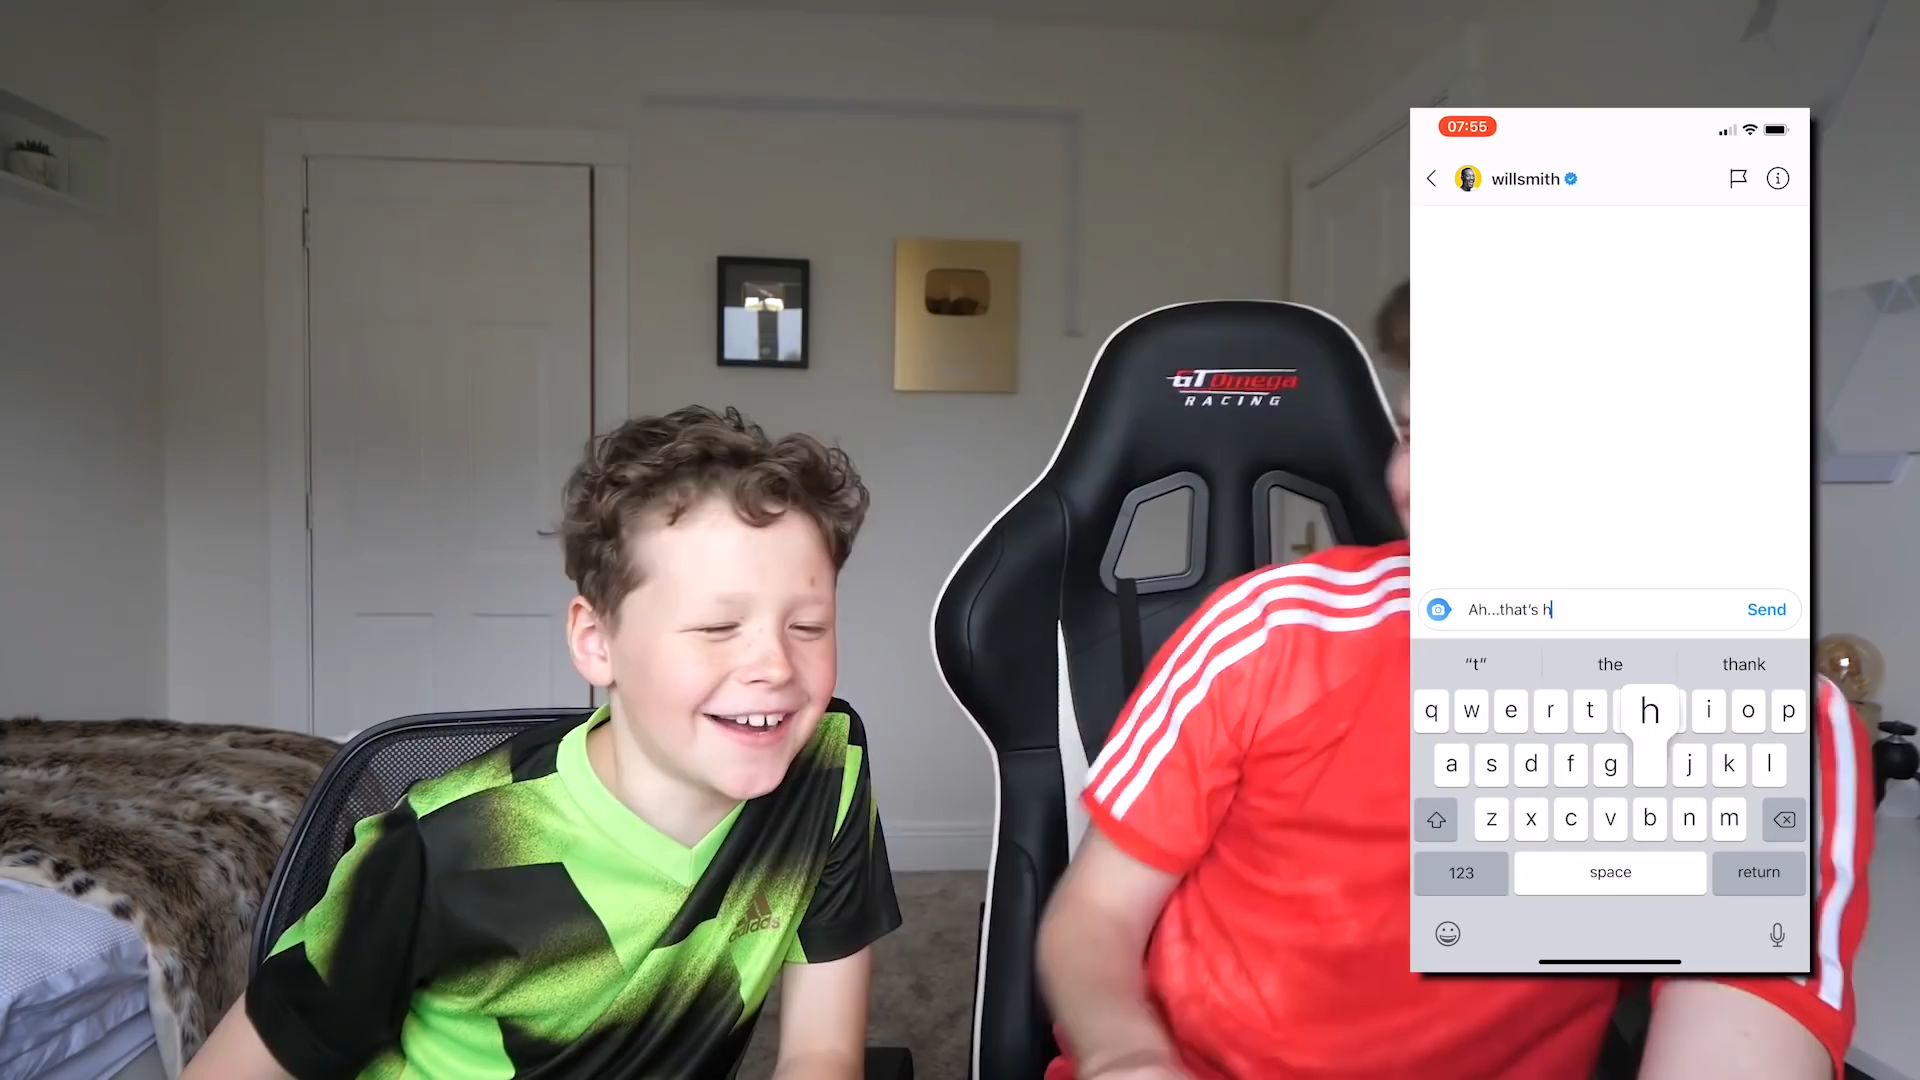 07:55
willsmith
Ah...that's h
Send
"t" the thank
q w e r t h i o p
a s d f g j k l
z x c v b n m
123 space return
GT Omega
RACING
adidas